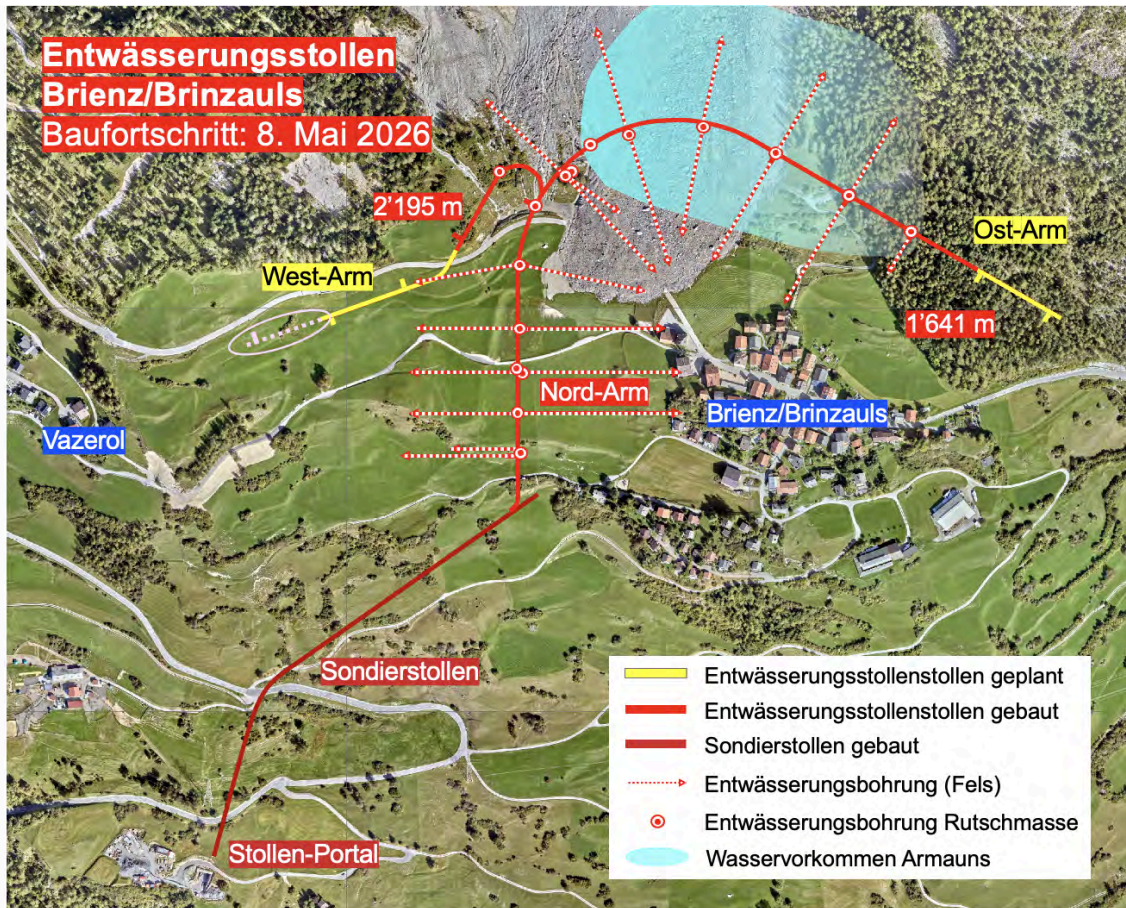 Entwässerungsstollen
Brienz/Brinzauls
Baufortschritt: 8. Mai 2026
2'195 m
Ost-Arm
West-Arm
1'641 m
Nord-Arm
Brienz/Brinzauls
Vazerol
Sondierstollen
Stollen-Portal
Entwässerungsstollenstollen geplant
Entwässerungsstollenstollen gebaut
Sondierstollen gebaut
Entwässerungsbohrung (Fels)
Entwässerungsbohrung Rutschmasse
Wasservorkommen Armauns